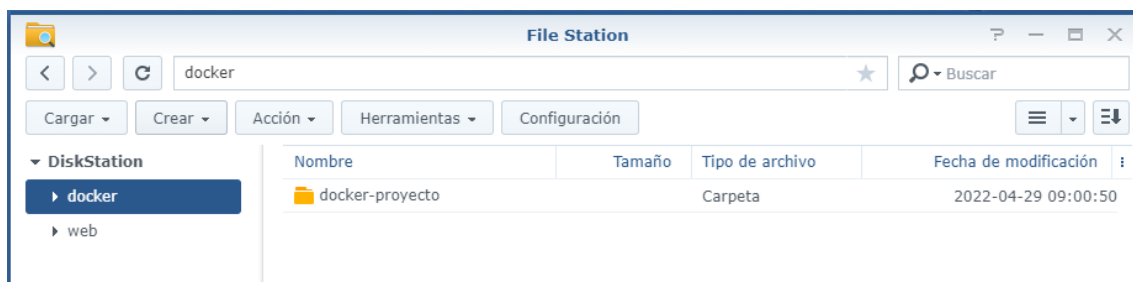 File Station
docker
Buscar
Cargar Crear Acción Herramientas Configuración
DiskStation
docker
web
Nombre Tamaño Tipo de archivo Fecha de modificación
docker-proyecto Carpeta 2022-04-29 09:00:50